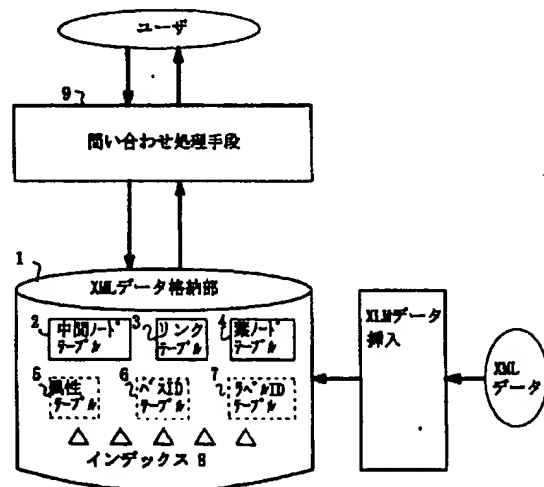 ユーザ
9
問い合わせ処理手段
1
XMLデータ格納部
2
中間ノード
テーブル
3
リンク
テーブル
4
葉ノード
テーブル
5
属性
テーブル
6
パスID
テーブル
7
ラベルID
テーブル
インデックス 8
XLMデータ
挿入
XML
データ